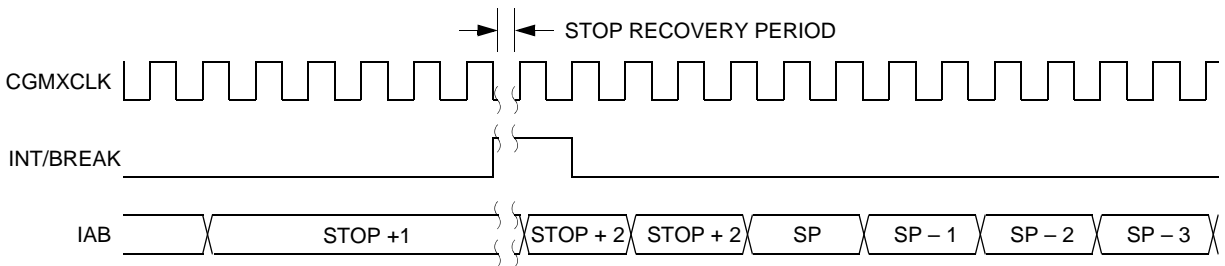 STOP RECOVERY PERIOD
CGMXCLK
INT/BREAK
IAB STOP +1 STOP + 2 STOP + 2 SP SP – 1 SP – 2 SP – 3